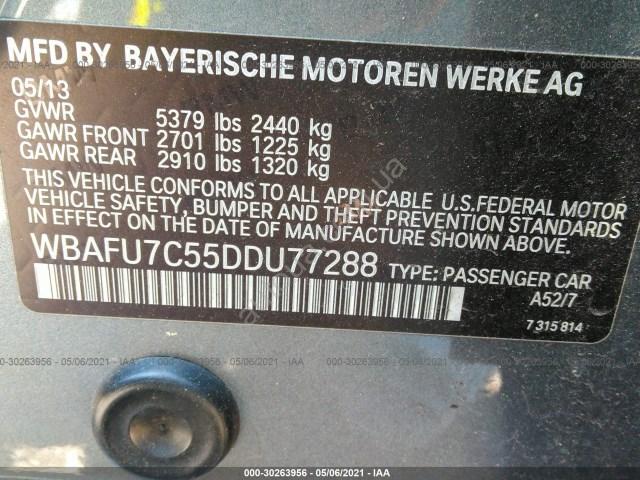 MFD BY BAYERISCHE MOTOREN WERKE AG
05/13
GVWR 5379 lbs 2440 kg
GAWR FRONT 2701 lbs 1225 kg
GAWR REAR 2910 lbs 1320 kg
THIS VEHICLE CONFORMS TO ALL APPLICABLE U.S.FEDERAL MOTOR
VEHICLE SAFETY, BUMPER AND THEFT PREVENTION STANDARDS
IN EFFECT ON THE DATE OF MANUFACTURE SHOWN ABOVE.
WBAFU7C55DDU77288 TYPE: PASSENGER CAR
A52/7
7 315 814
000-30263956 - 05/06/2021 - IAA